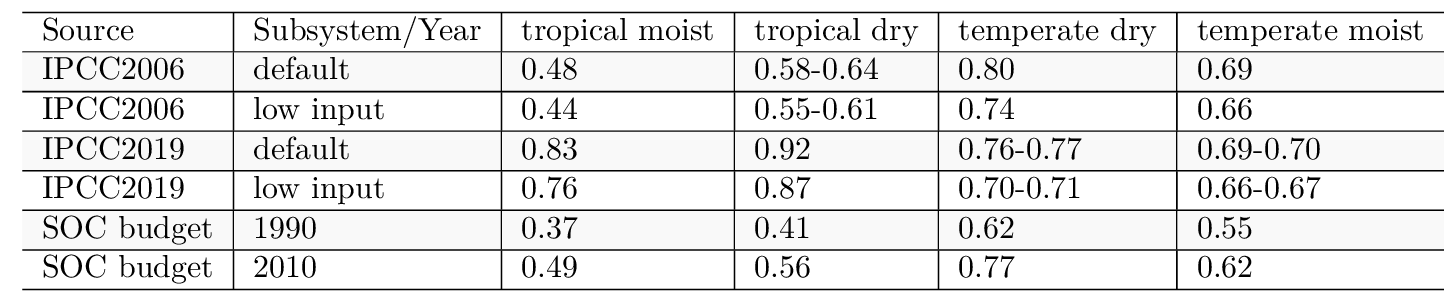 Source Subsystem/Year tropical moist tropical dry temperate dry temperate moist
IPCC2006 default 0.48 0.58-0.64 0.80 0.69
IPCC2006 low input 0.44 0.55-0.61 0.74 0.66
IPCC2019 default 0.83 0.92 0.76-0.77 0.69-0.70
IPCC2019 low input 0.76 0.87 0.70-0.71 0.66-0.67
SOC budget 1990 0.37 0.41 0.62 0.55
SOC budget 2010 0.49 0.56 0.77 0.62